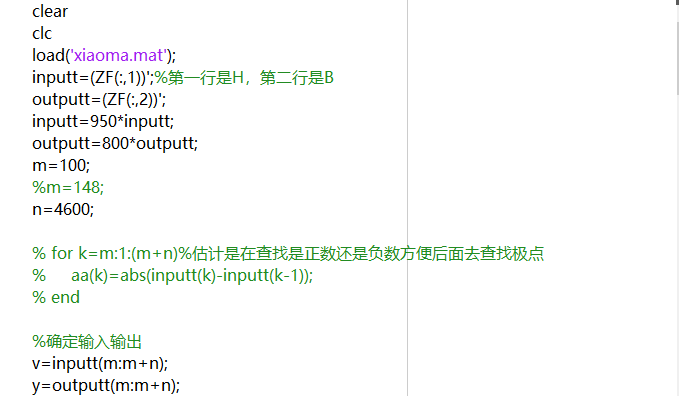 clear
clc
load('xiaoma.mat');
inputt=(ZF(:,1))';%第一行是H，第二行是B
outputt=(ZF(:,2))';
inputt=950*inputt;
outputt=800*outputt;
m=100;
%m=148;
n=4600;
% for k=m:1:(m+n)%估计是在查找是正数还是负数方便后面去查找极点
%     aa(k)=abs(inputt(k)-inputt(k-1));
% end
%确定输入输出
v=inputt(m:m+n);
y=outputt(m:m+n);